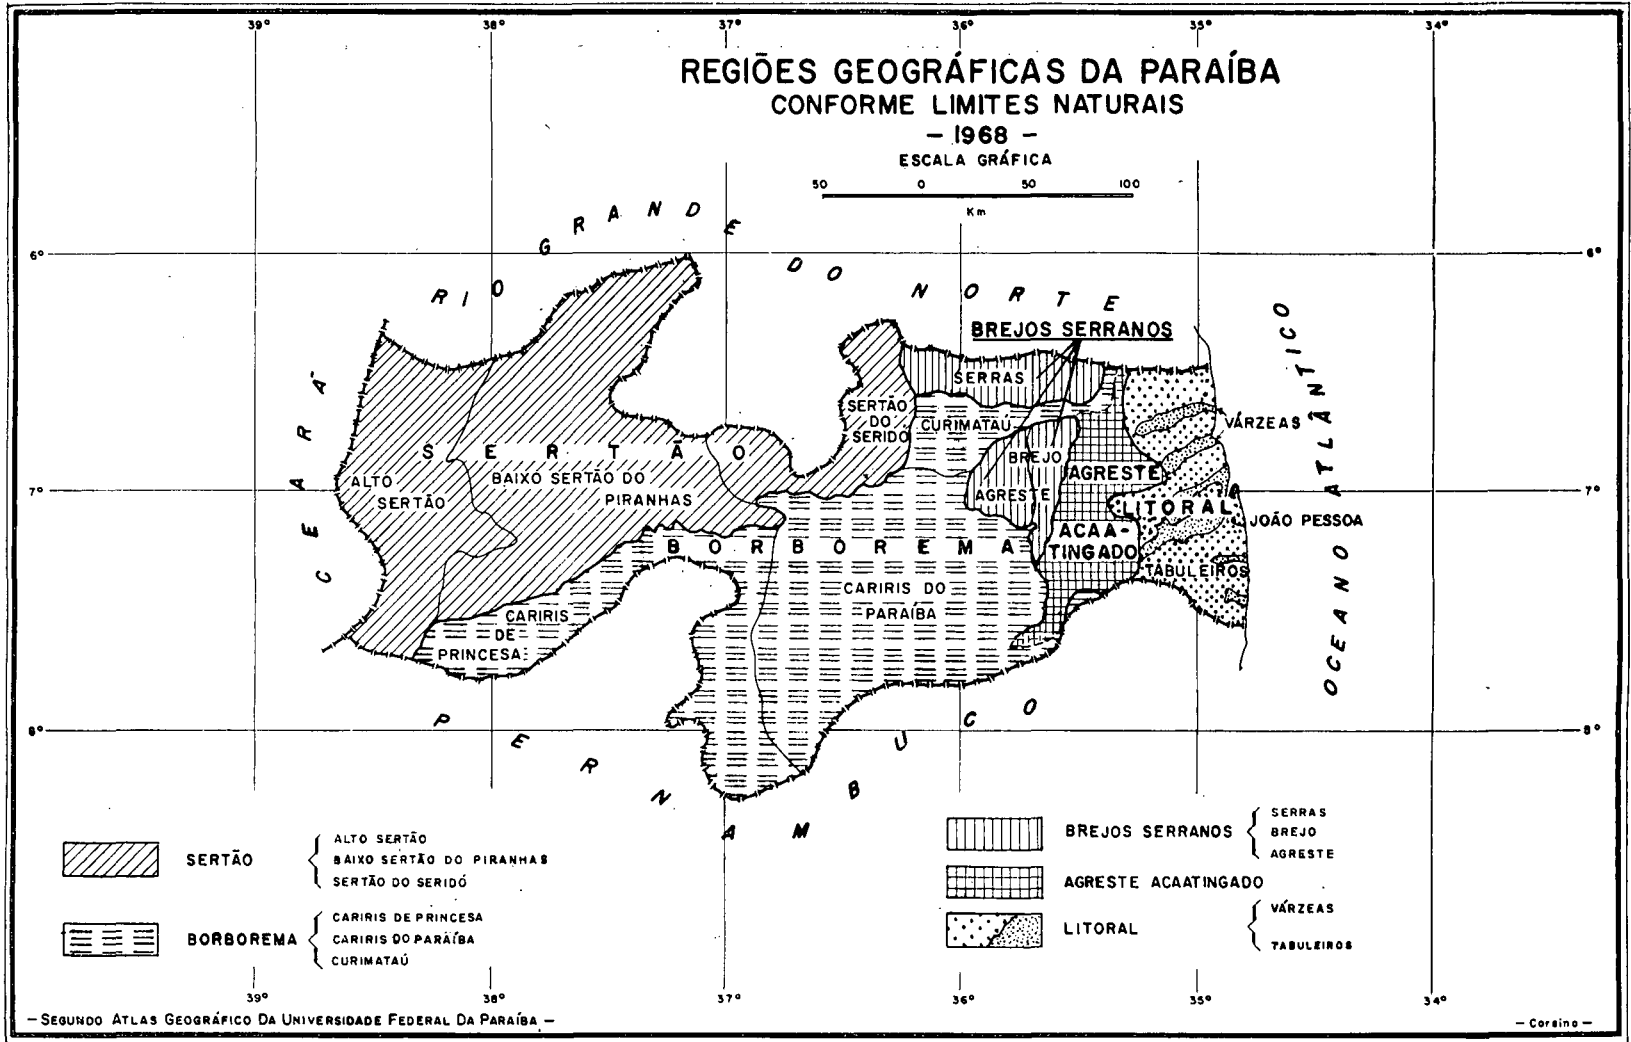 39° 38° 37° 36° 35° 34°
REGIÕES GEOGRÁFICAS DA PARAÍBA
CONFORME LIMITES NATURAIS
- 1968 -
ESCALA GRÁFICA
50 0 50 100
Km
RIO GRANDE DO NORTE
6° 6°
BREJOS SERRANOS
OCEANO ATLÂNTICO
CEARÁ
SERRAS
SERTÃO
DO
SERIDÓ
CURIMATAÚ
VÁRZEAS
SERTÃO
BREJO
AGRESTE
ALTO
SERTÃO
BAIXO SERTÃO DO
PIRANHAS
7° 7°
AGRESTE
LITORAL
JOÃO PESSOA
ACAA-
TINGADO
BORBOREMA
TABULEIROS
CARIRIS DO
PARAÍBA
CARIRIS
DE
PRINCESA
PERNAMBUCO
8° 8°
SERTÃO
ALTO SERTÃO
BAIXO SERTÃO DO PIRANHAS
SERTÃO DO SERIDÓ
BORBOREMA
CARIRIS DE PRINCESA
CARIRIS DO PARAÍBA
CURIMATAÚ
BREJOS SERRANOS
SERRAS
BREJO
AGRESTE
AGRESTE ACAATINGADO
LITORAL
VÁRZEAS
TABULEIROS
39° 38° 37° 36° 35° 34°
- SEGUNDO ATLAS GEOGRÁFICO DA UNIVERSIDADE FEDERAL DA PARAÍBA -
- Corsino -